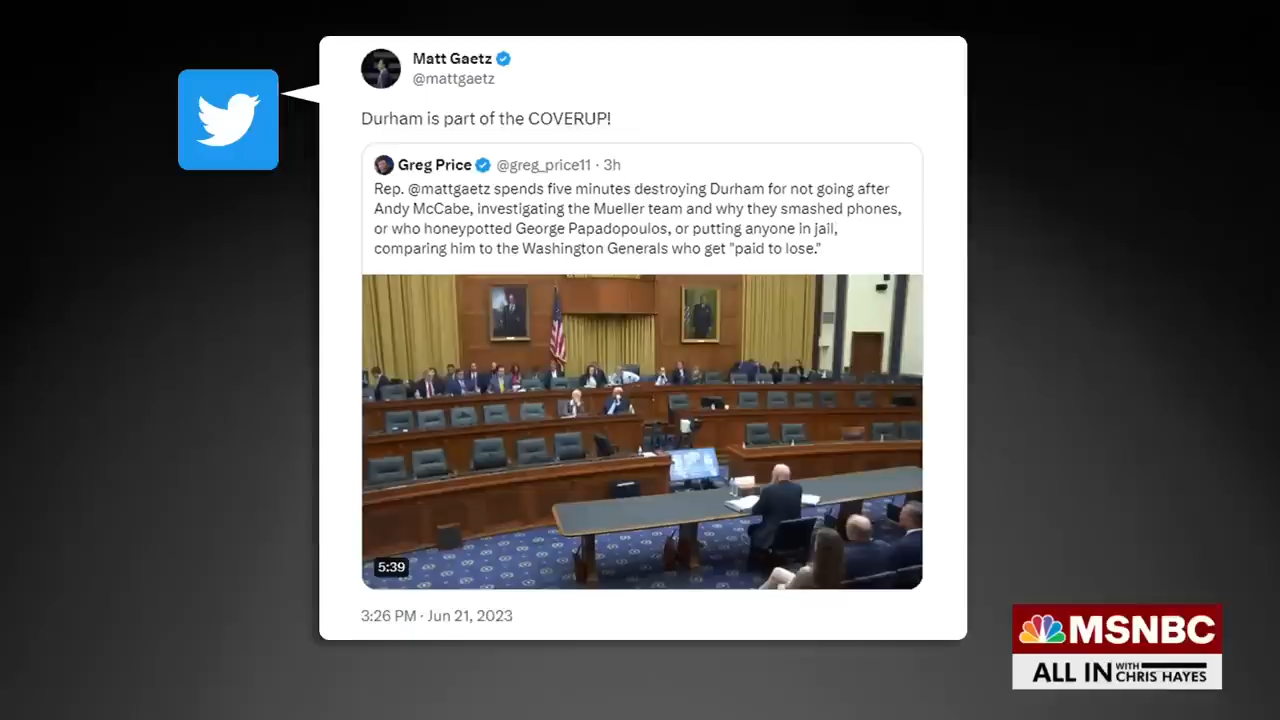 Matt Gaetz
@mattgaetz
Durham is part of the COVERUP!
Greg Price @greg_price11 · 3h
Rep. @mattgaetz spends five minutes destroying Durham for not going after
Andy McCabe, investigating the Mueller team and why they smashed phones,
or who honeypotted George Papadopoulos, or putting anyone in jail,
comparing him to the Washington Generals who get "paid to lose."
5:39
3:26 PM · Jun 21, 2023
MSNBC
ALL IN WITH CHRIS HAYES